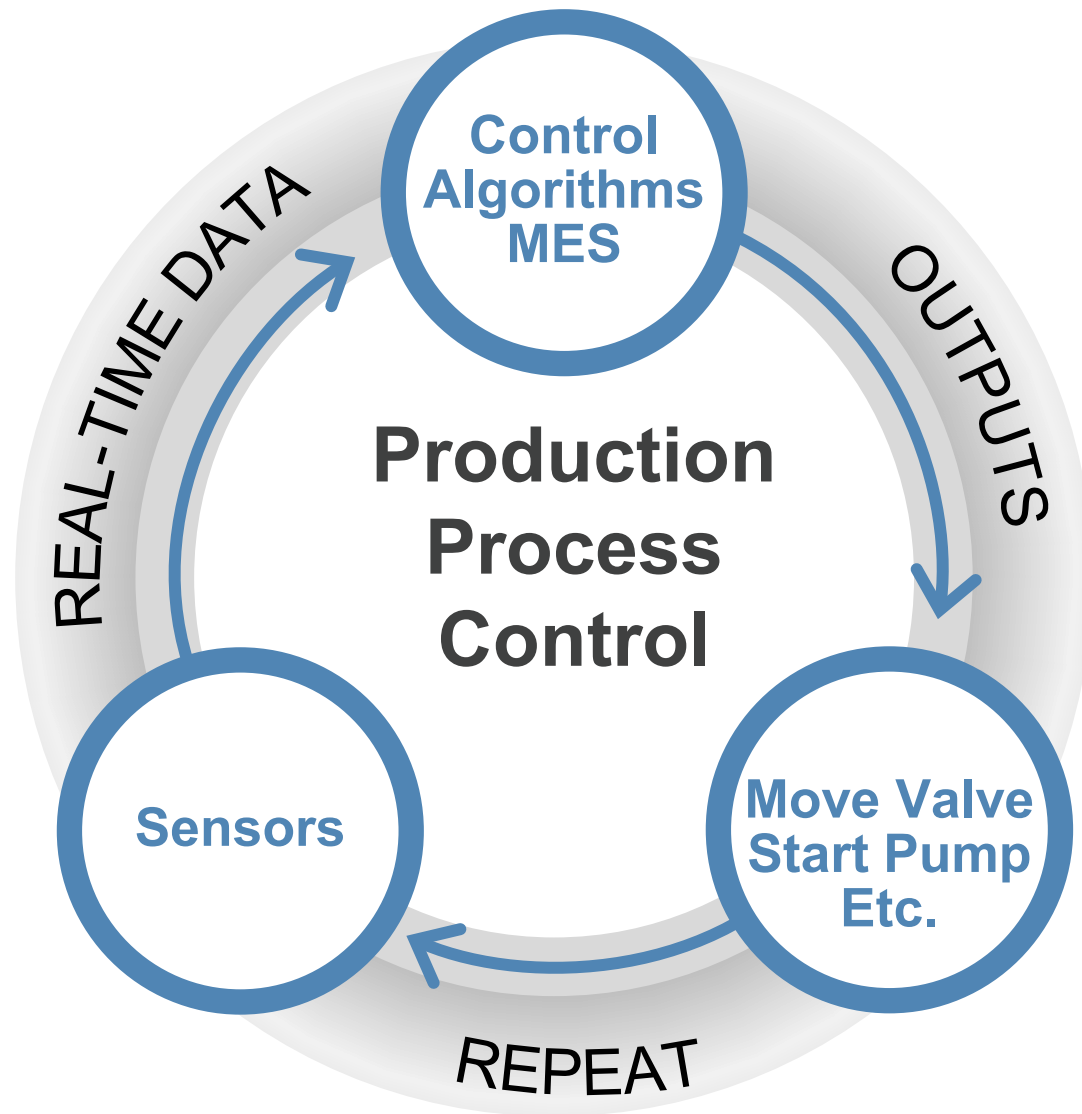 Control
Algorithms
MES
REAL-TIME DATA
OUTPUTS
Production
Process
Control
Sensors
Move Valve
Start Pump
Etc.
REPEAT